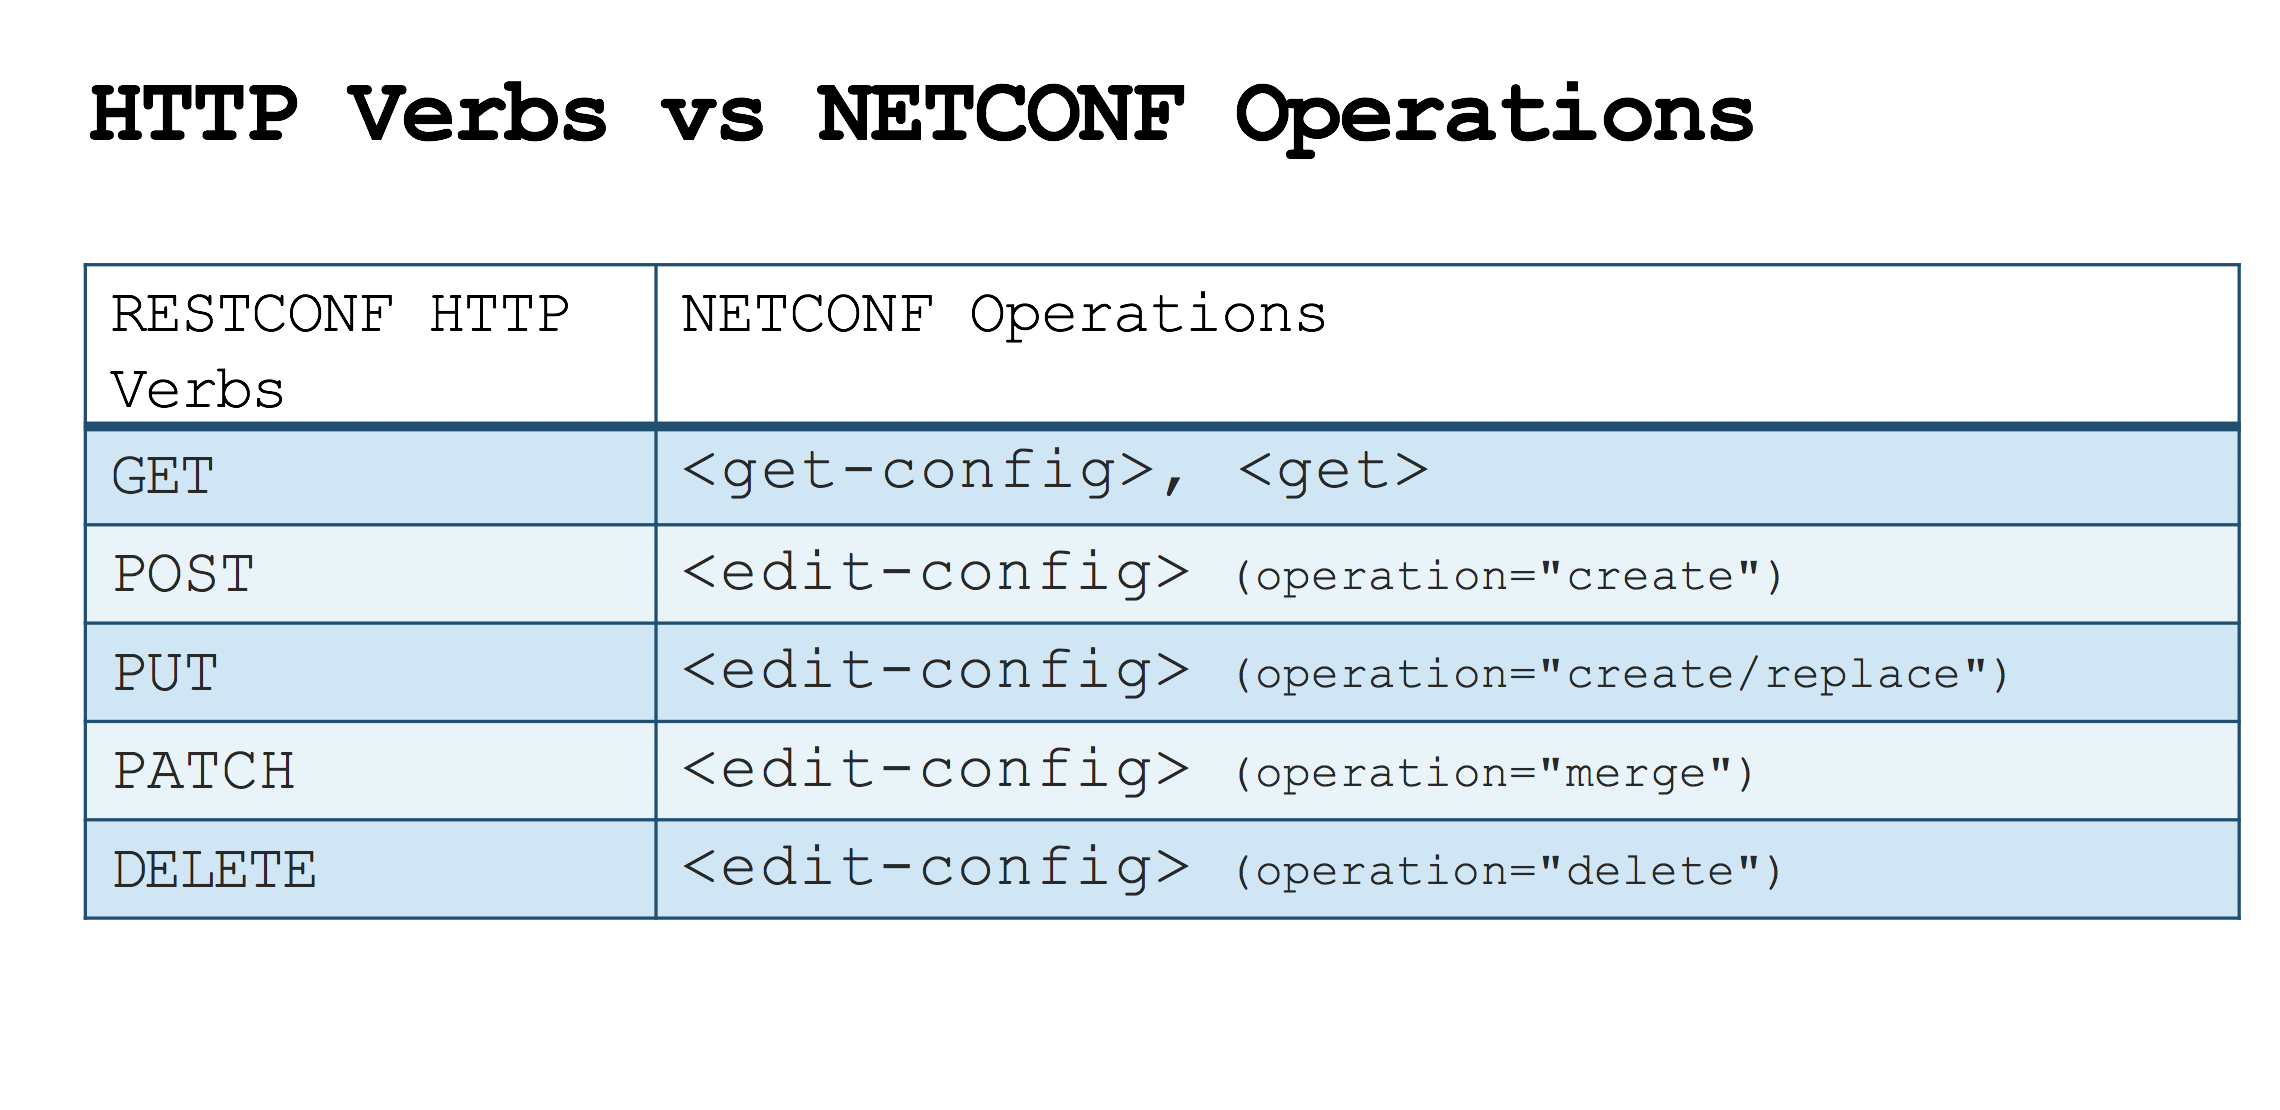 HTTP Verbs vs NETCONF Operations
RESTCONF HTTP
Verbs
NETCONF Operations
GET
<get-config>, <get>
POST
<edit-config> (operation="create")
PUT
<edit-config> (operation="create/replace")
PATCH
<edit-config> (operation="merge")
DELETE
<edit-config> (operation="delete")